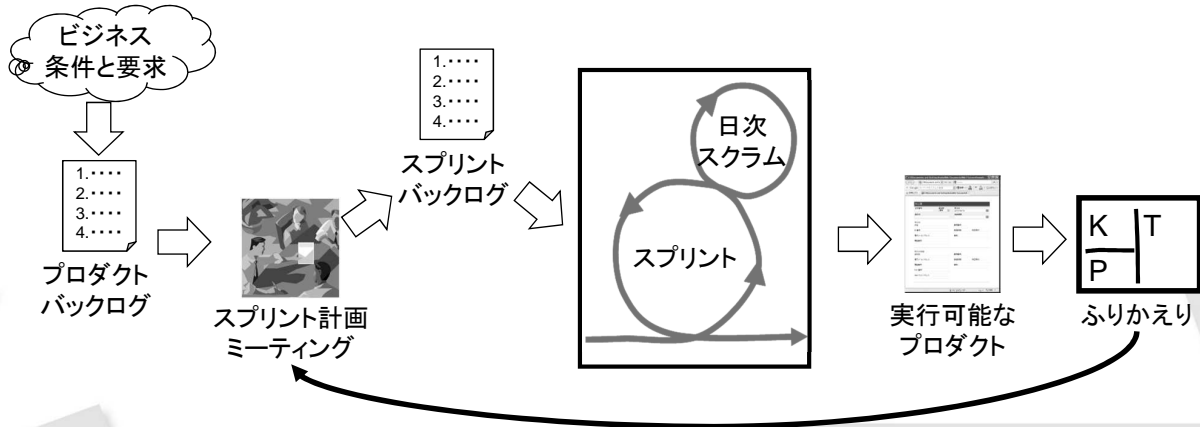 ビジネス
条件と要求
1.････
2.････
3.････
4.････
プロダクト
バックログ
スプリント計画
ミーティング
1.････
2.････
3.････
4.････
スプリント
バックログ
日次
スクラム
スプリント
実行可能な
プロダクト
K
T
P
ふりかえり